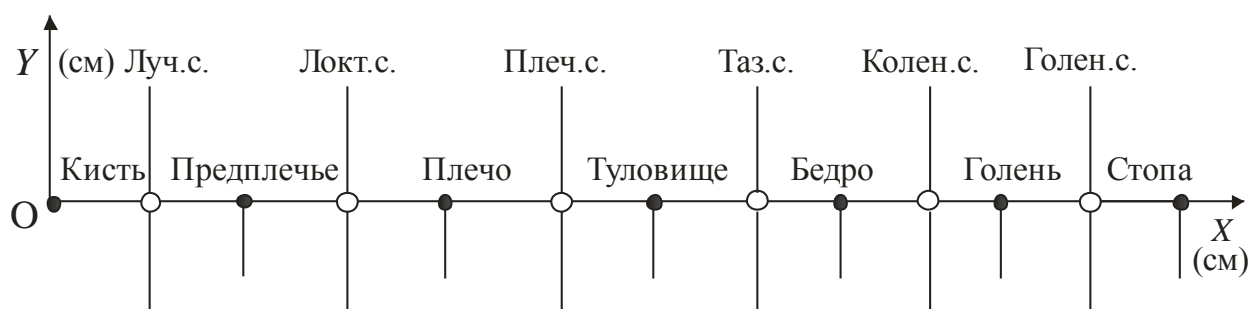 Y (см) Луч.с. Локт.с. Плеч.с. Таз.с. Колен.с. Голен.с.
Кисть Предплечье Плечо Туловище Бедро Голень Стопа
O
X
(см)